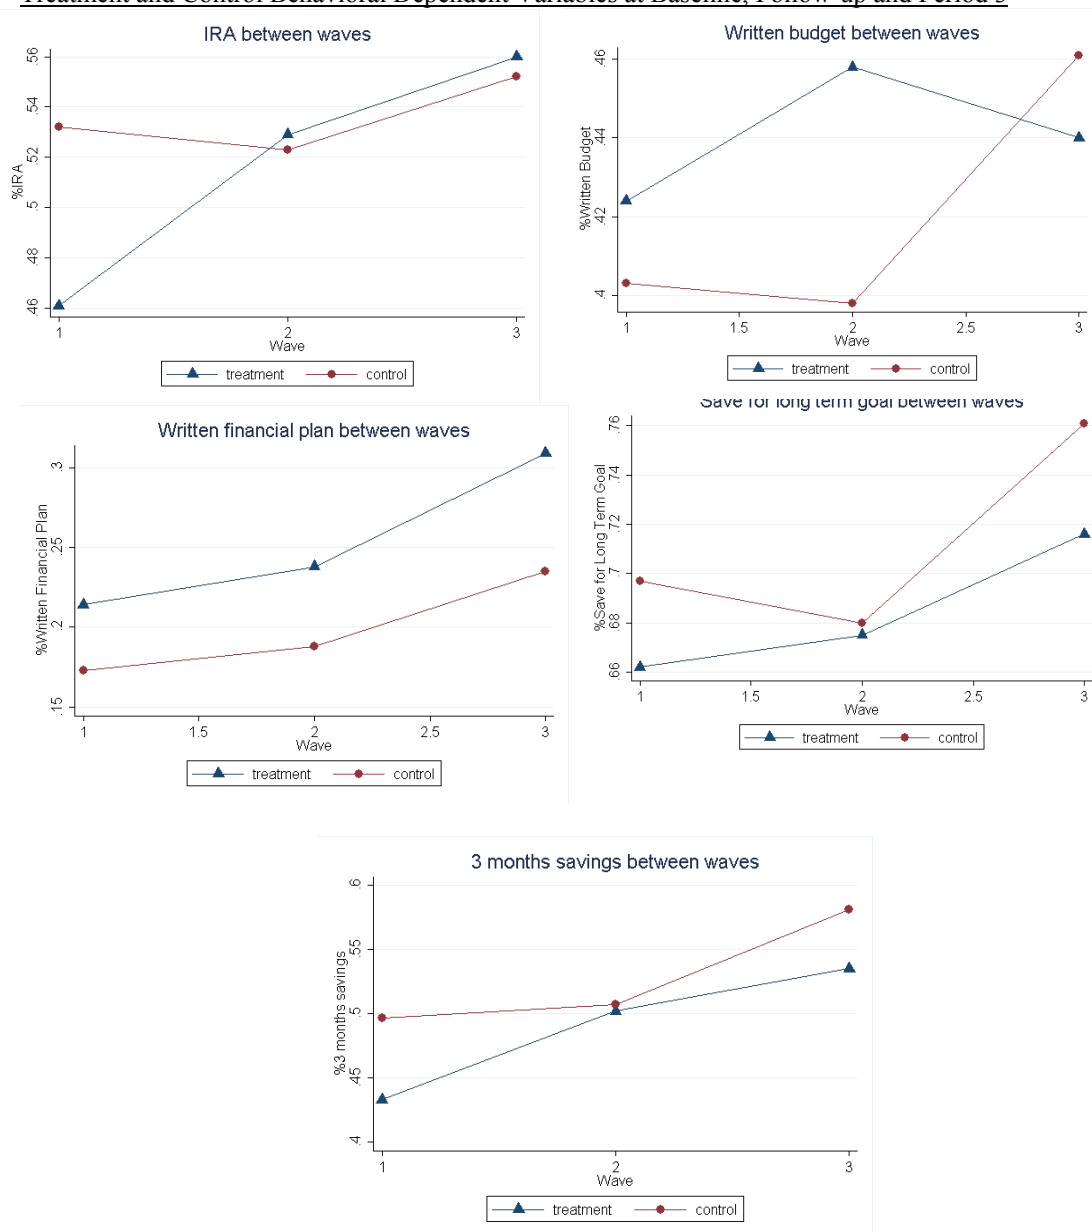 Treatment and Control Behavioral Dependent Variables at Baseline, Follow-up and Period 3
IRA between waves
%IRA
.56
.54
.52
.5
.48
.46
1
2
3
Wave
treatment
control
Written budget between waves
%Written Budget
.46
.44
.42
.4
1
1.5
2
2.5
3
Wave
treatment
control
Written financial plan between waves
%Written Financial Plan
.3
.25
.2
.15
1
1.5
2
2.5
3
Wave
treatment
control
Save for long term goal between waves
%Save for Long Term Goal
.76
.74
.72
.7
.68
.66
1
1.5
2
2.5
3
Wave
treatment
control
3 months savings between waves
%3 months savings
.6
.55
.5
.45
.4
1
2
3
Wave
treatment
control